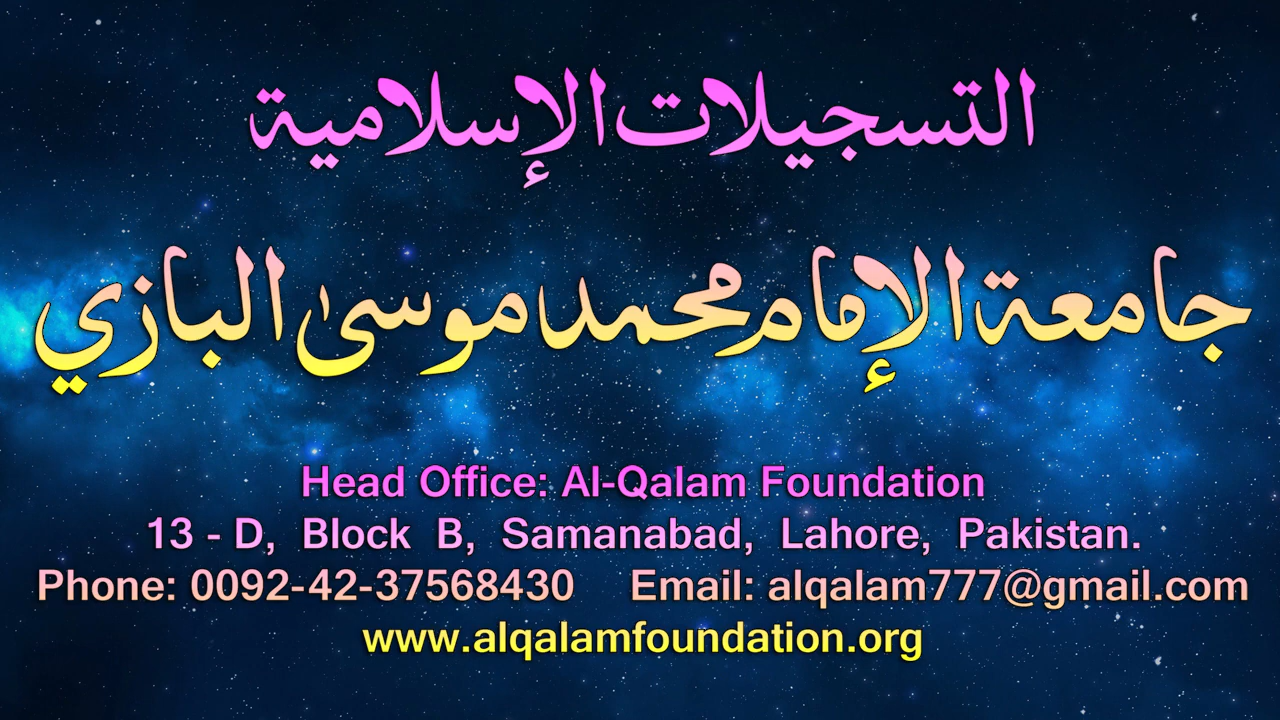 التسجيلات الإسلامية
جامعة الإمام محمد موسىٰ البازي
Head Office: Al-Qalam Foundation
13 - D, Block B, Samanabad, Lahore, Pakistan.
Phone: 0092-42-37568430 Email: alqalam777@gmail.com
www.alqalamfoundation.org